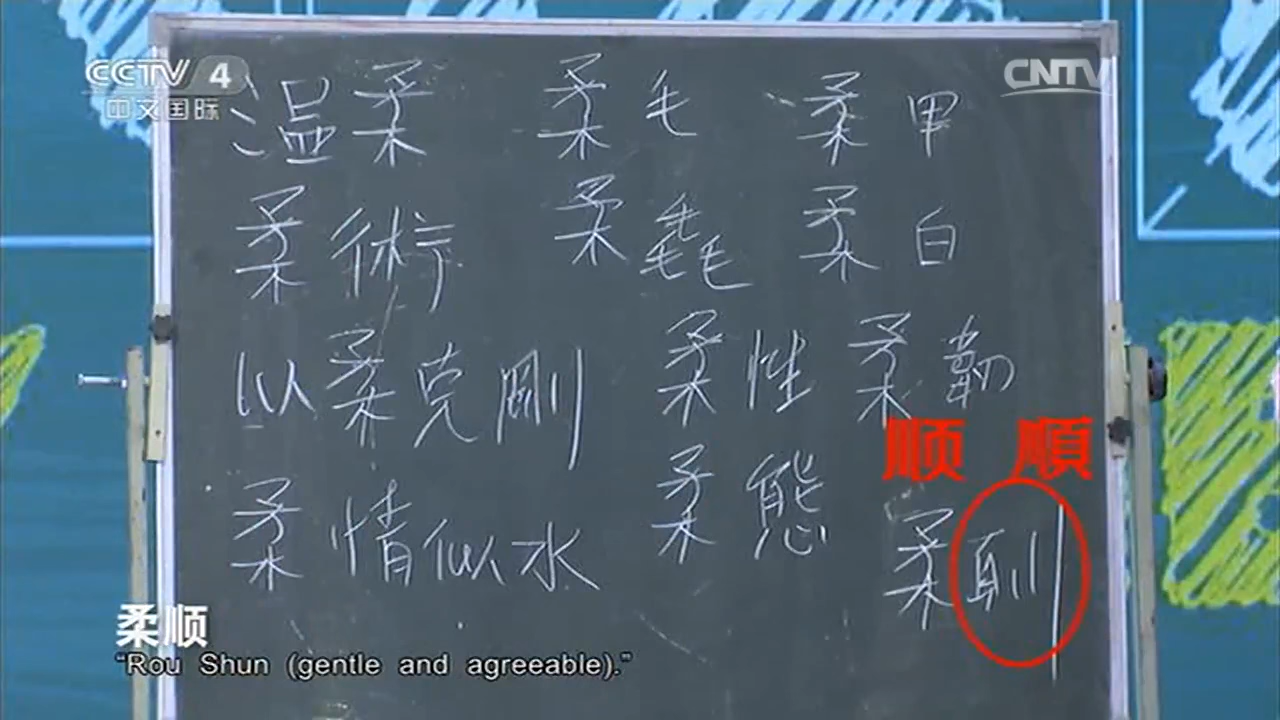 CCTV 4
中文国际
CNTV
温柔 柔毛 柔甲
柔術 柔毳 柔白
以柔克剛 柔性 柔韌
顺 順
柔情似水 柔態 柔
柔顺
“Rou Shun (gentle and agreeable).”